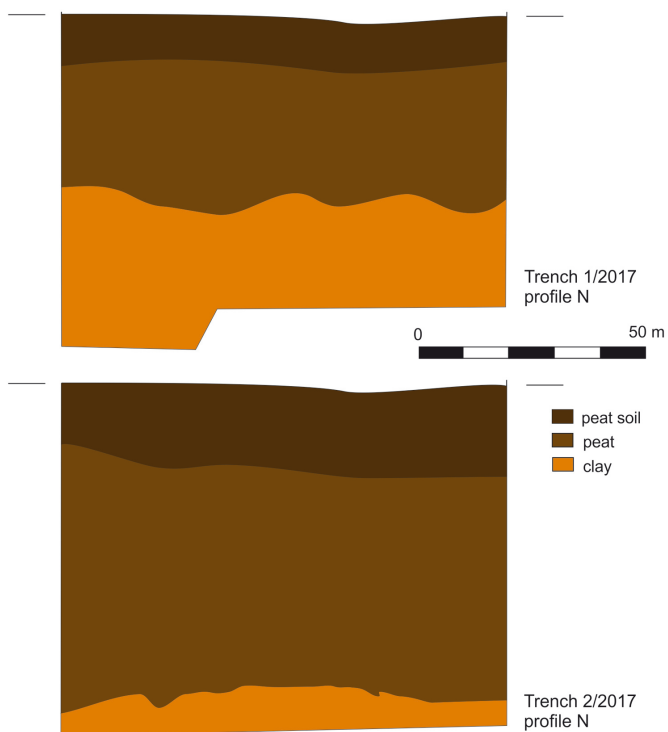 Trench 1/2017
profile N
0
50 m
peat soil
peat
clay
Trench 2/2017
profile N